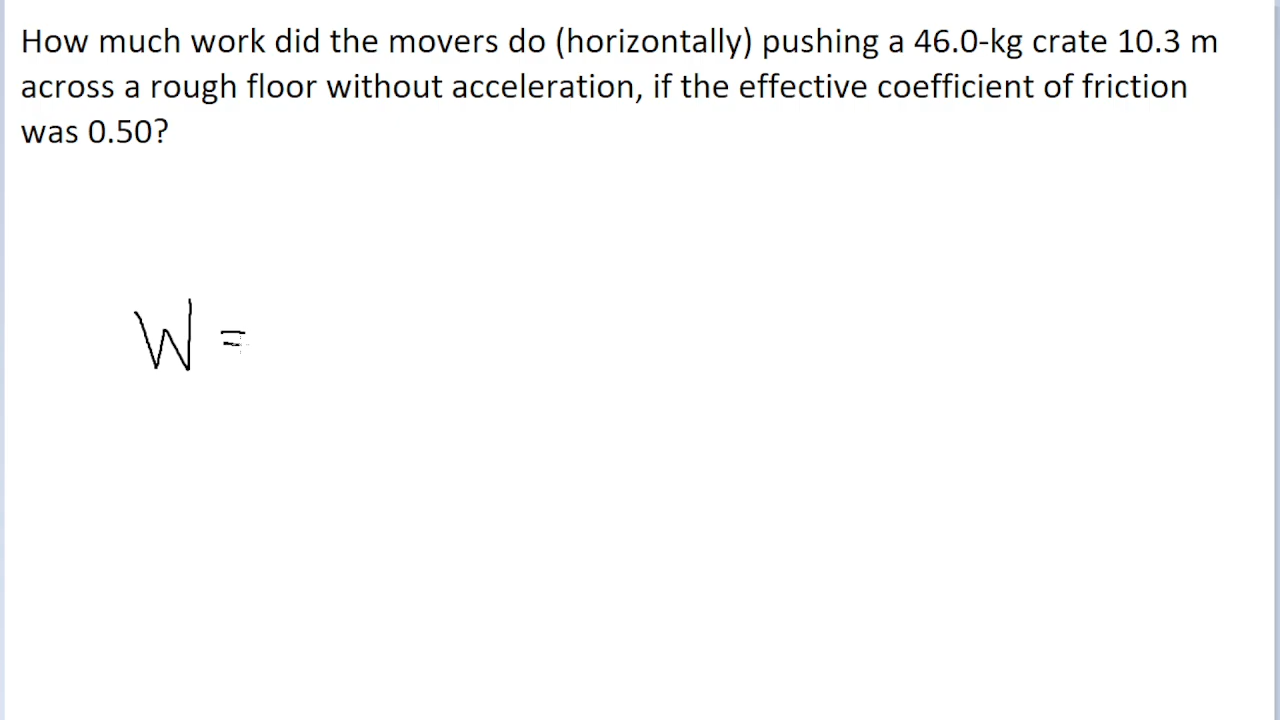 How much work did the movers do (horizontally) pushing a 46.0-kg crate 10.3 m
across a rough floor without acceleration, if the effective coefficient of friction
was 0.50?
W =